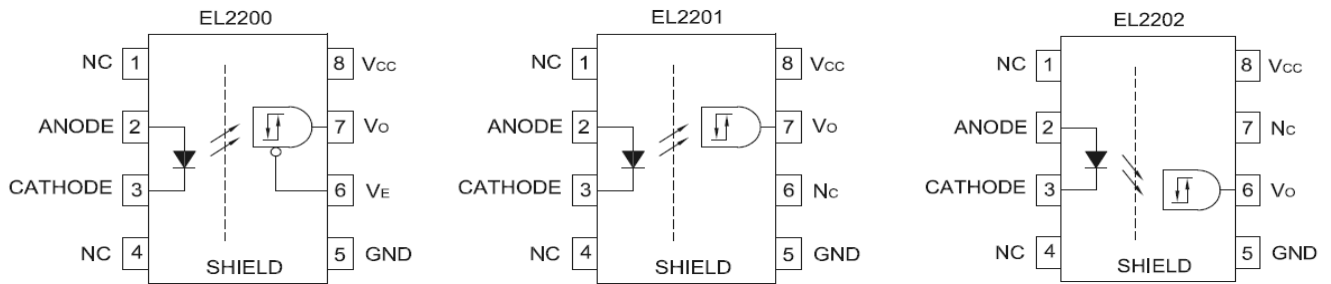 EL2200
NC 1 8 VCC
ANODE 2 7 VO
CATHODE 3 6 VE
NC 4 5 GND
SHIELD
EL2201
NC 1 8 VCC
ANODE 2 7 VO
CATHODE 3 6 NC
NC 4 5 GND
SHIELD
EL2202
NC 1 8 VCC
ANODE 2 7 NC
CATHODE 3 6 VO
NC 4 5 GND
SHIELD